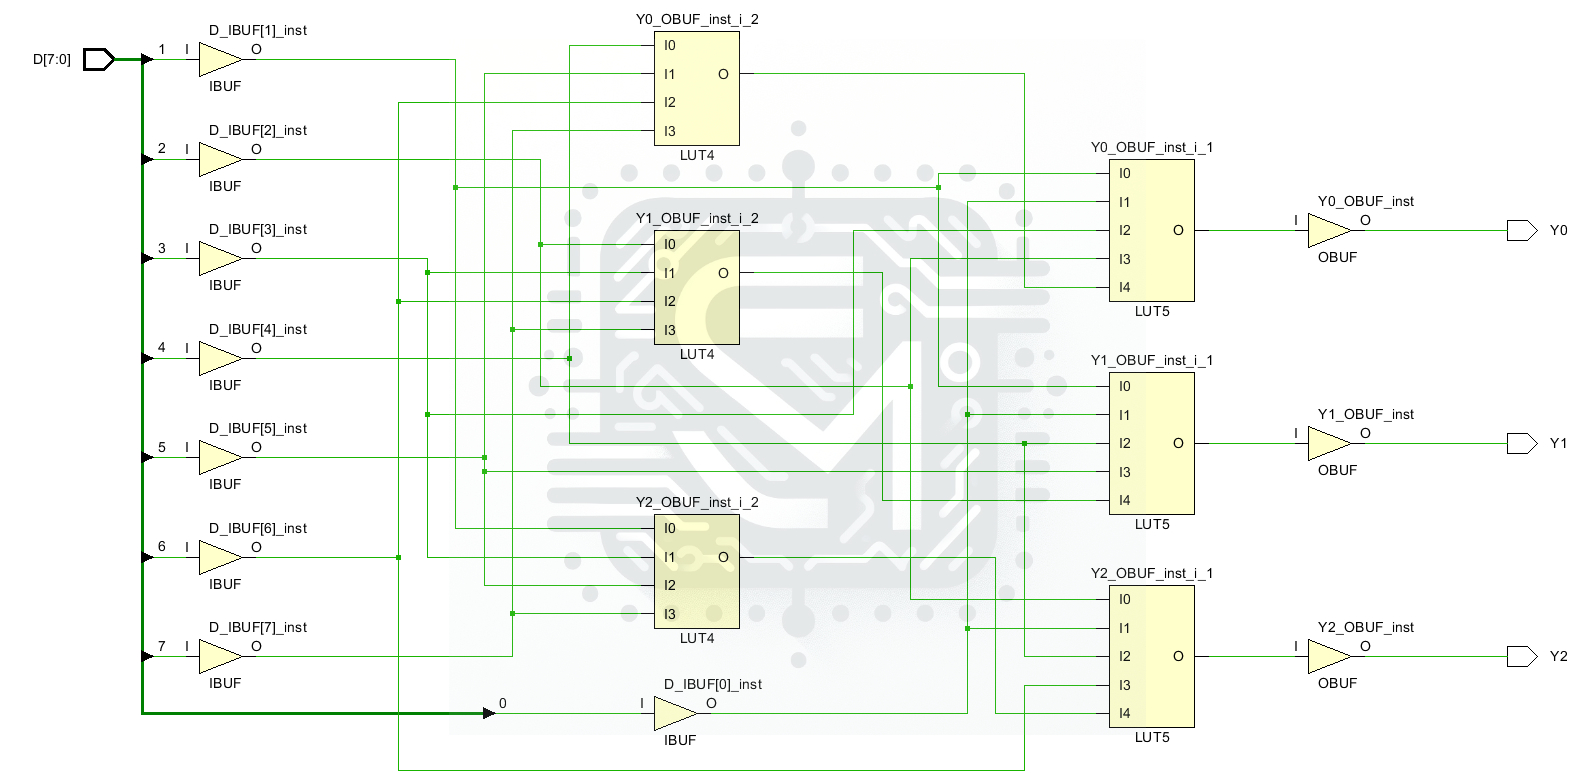 D[7:0]
1 I D_IBUF[1]_inst O
IBUF
2 I D_IBUF[2]_inst O
IBUF
3 I D_IBUF[3]_inst O
IBUF
4 I D_IBUF[4]_inst O
IBUF
5 I D_IBUF[5]_inst O
IBUF
6 I D_IBUF[6]_inst O
IBUF
7 I D_IBUF[7]_inst O
IBUF
0 I D_IBUF[0]_inst O
IBUF
Y0_OBUF_inst_i_2
I0
I1 O
I2
I3
LUT4
Y1_OBUF_inst_i_2
I0
I1 O
I2
I3
LUT4
Y2_OBUF_inst_i_2
I0
I1 O
I2
I3
LUT4
Y0_OBUF_inst_i_1
I0
I1
I2 O
I3
I4
LUT5
Y1_OBUF_inst_i_1
I0
I1
I2 O
I3
I4
LUT5
Y2_OBUF_inst_i_1
I0
I1
I2 O
I3
I4
LUT5
Y0_OBUF_inst
I O Y0
OBUF
Y1_OBUF_inst
I O Y1
OBUF
Y2_OBUF_inst
I O Y2
OBUF